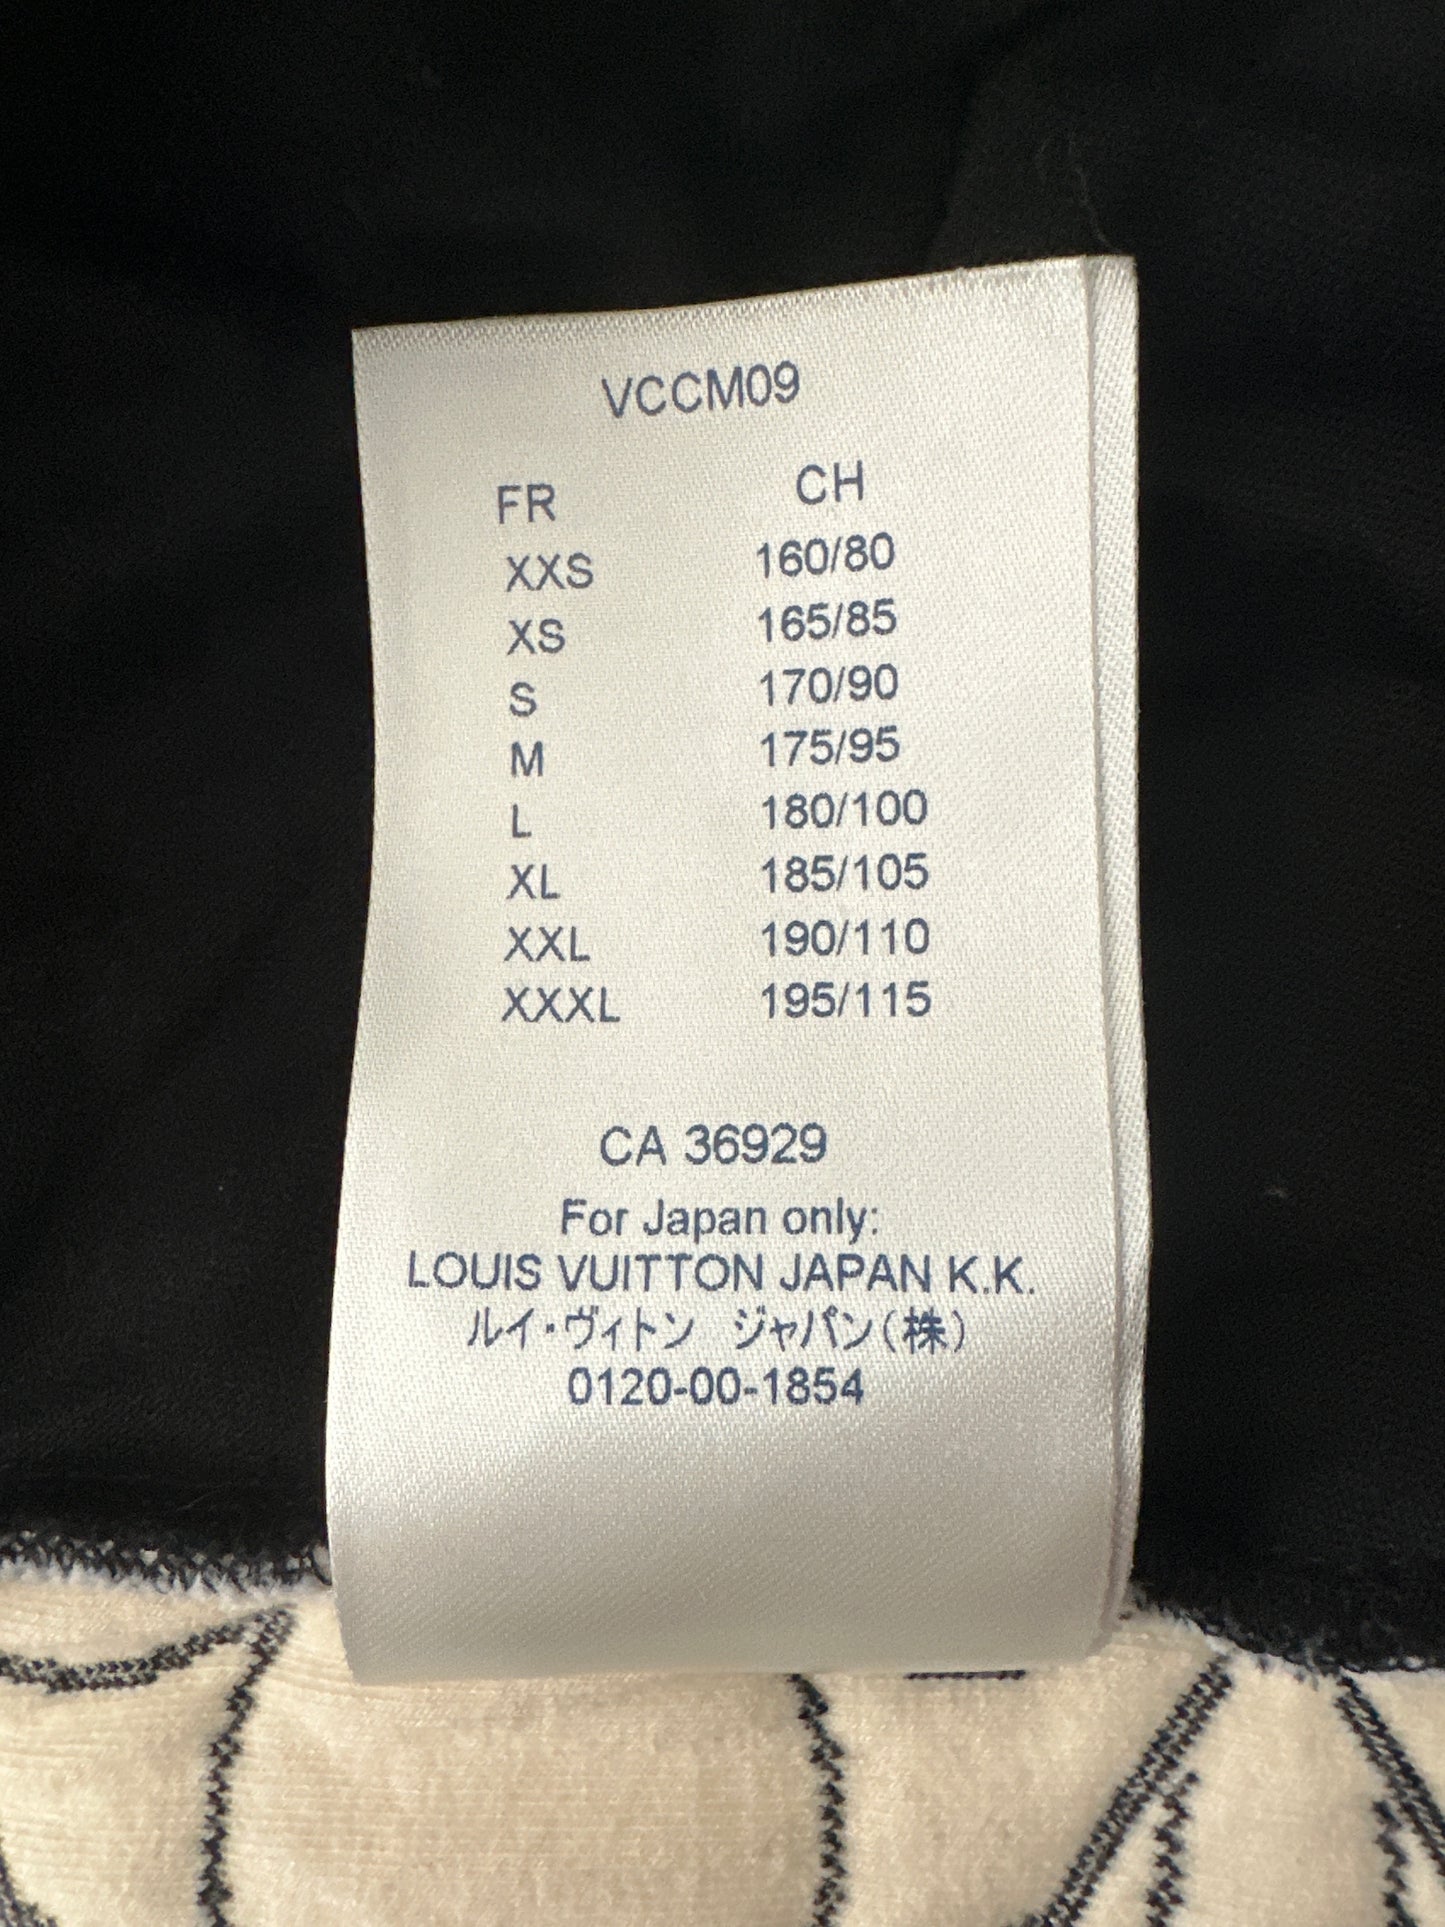 VCCM09
FR CH
XXS 160/80
XS 165/85
S 170/90
M 175/95
L 180/100
XL 185/105
XXL 190/110
XXXL 195/115
CA 36929
For Japan only:
LOUIS VUITTON JAPAN K.K.
ルイ・ヴィトン ジャパン(株)
0120-00-1854